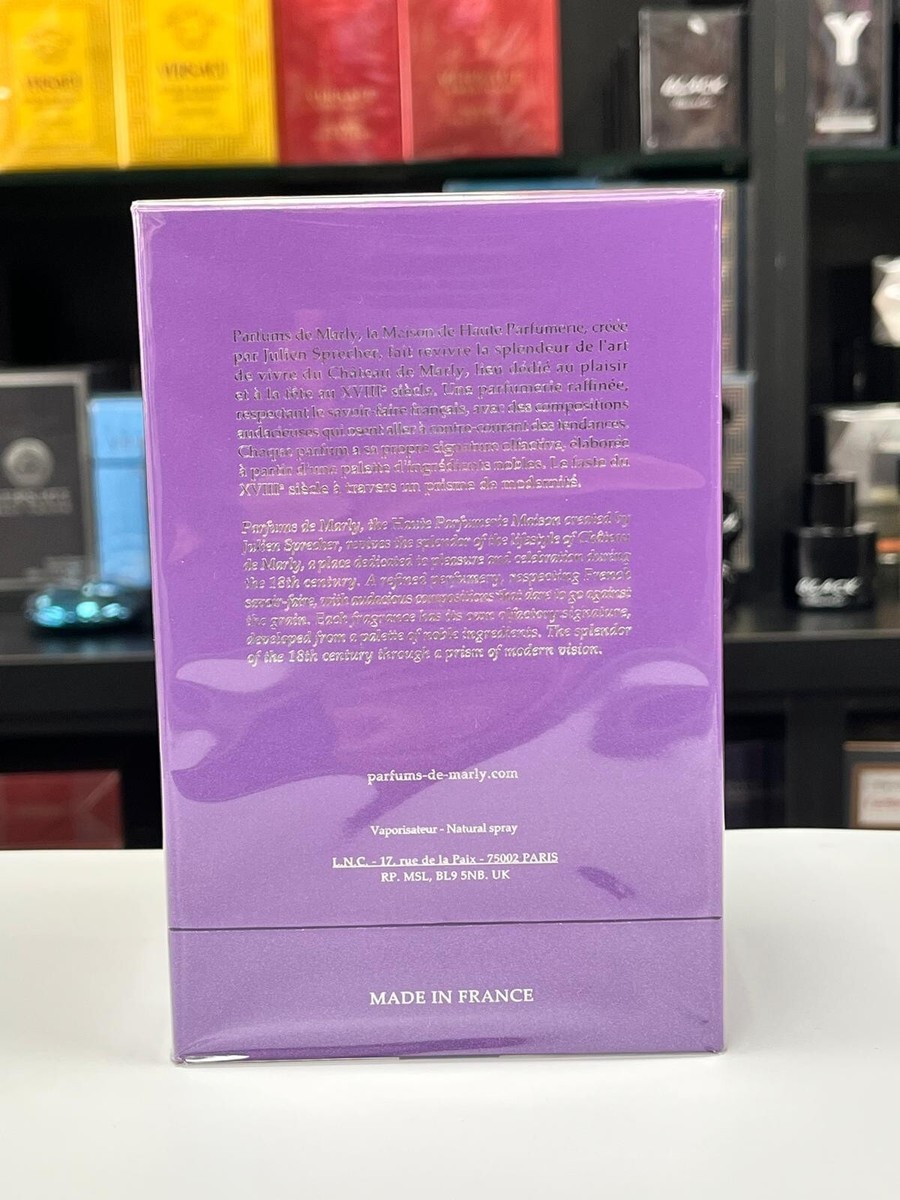 VERSACE
VERSACE
BLACK
Y
Parfums de Marly, la Maison de Haute Parfumerie, créée
par Julien Sprecher, fait revivre la splendeur de l'art
de vivre du Château de Marly, lieu dédié au plaisir
et à la fête au XVIIIᵉ siècle. Une parfumerie raffinée,
respectant le savoir-faire français, avec des compositions
audacieuses qui osent aller à contre-courant des tendances.
Chaque parfum a sa propre signature olfactive, élaborée
à partir d'une palette d'ingrédients nobles. Le faste du
XVIIIᵉ siècle à travers un prisme de modernité.
Parfums de Marly, the Haute Parfumerie Maison created by
Julien Sprecher, revives the splendor of the lifestyle of Château
de Marly, a place dedicated to pleasure and celebration during
the 18th century. A refined perfumery, respecting French
savoir-faire, with audacious compositions that dare to go against
the grain. Each fragrance has its own olfactory signature,
developed from a palette of noble ingredients. The splendor
of the 18th century through a prism of modern vision.
BLACK
parfums-de-marly.com
Vaporisateur - Natural spray
L.N.C. - 17, rue de la Paix - 75002 PARIS
RP. MSL, BL9 5NB. UK
MADE IN FRANCE